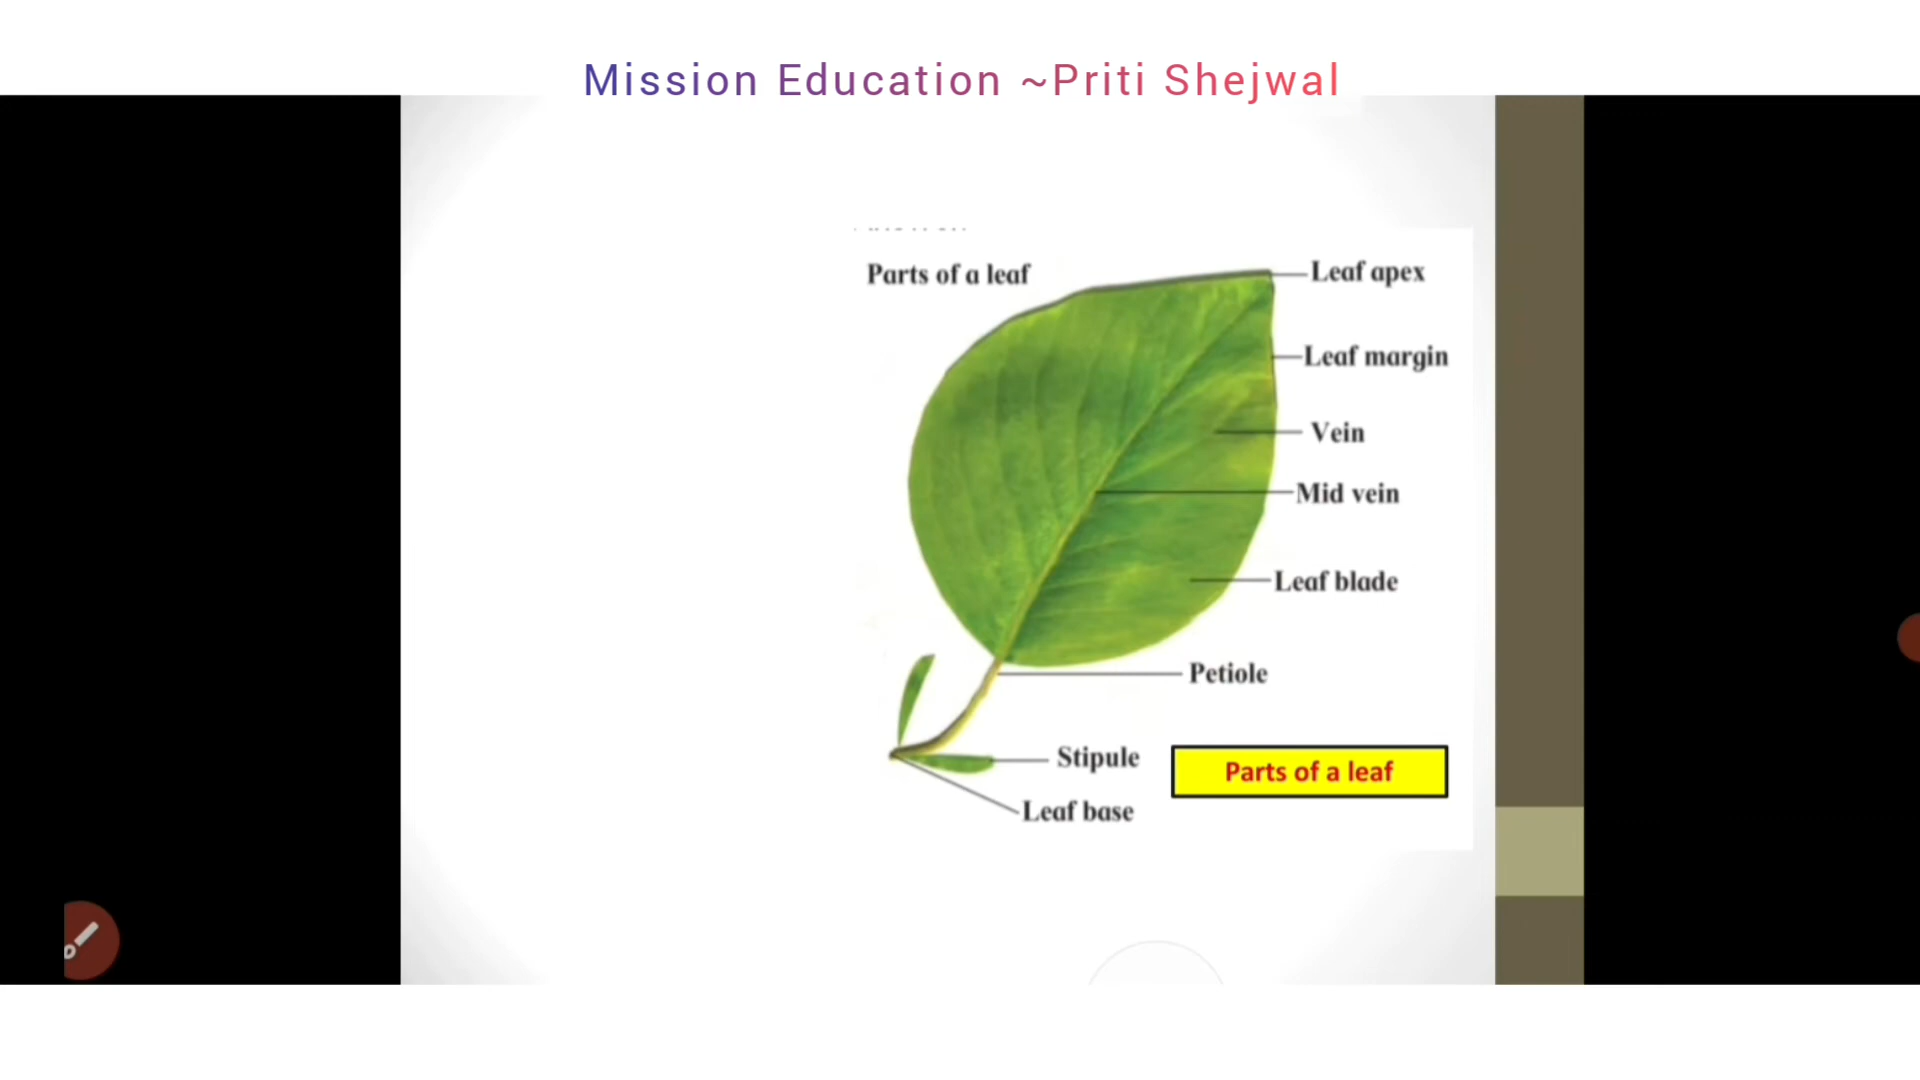 Mission Education ~Priti Shejwal
Parts of a leaf
Leaf apex
Leaf margin
Vein
Mid vein
Leaf blade
Petiole
Stipule
Parts of a leaf
Leaf base